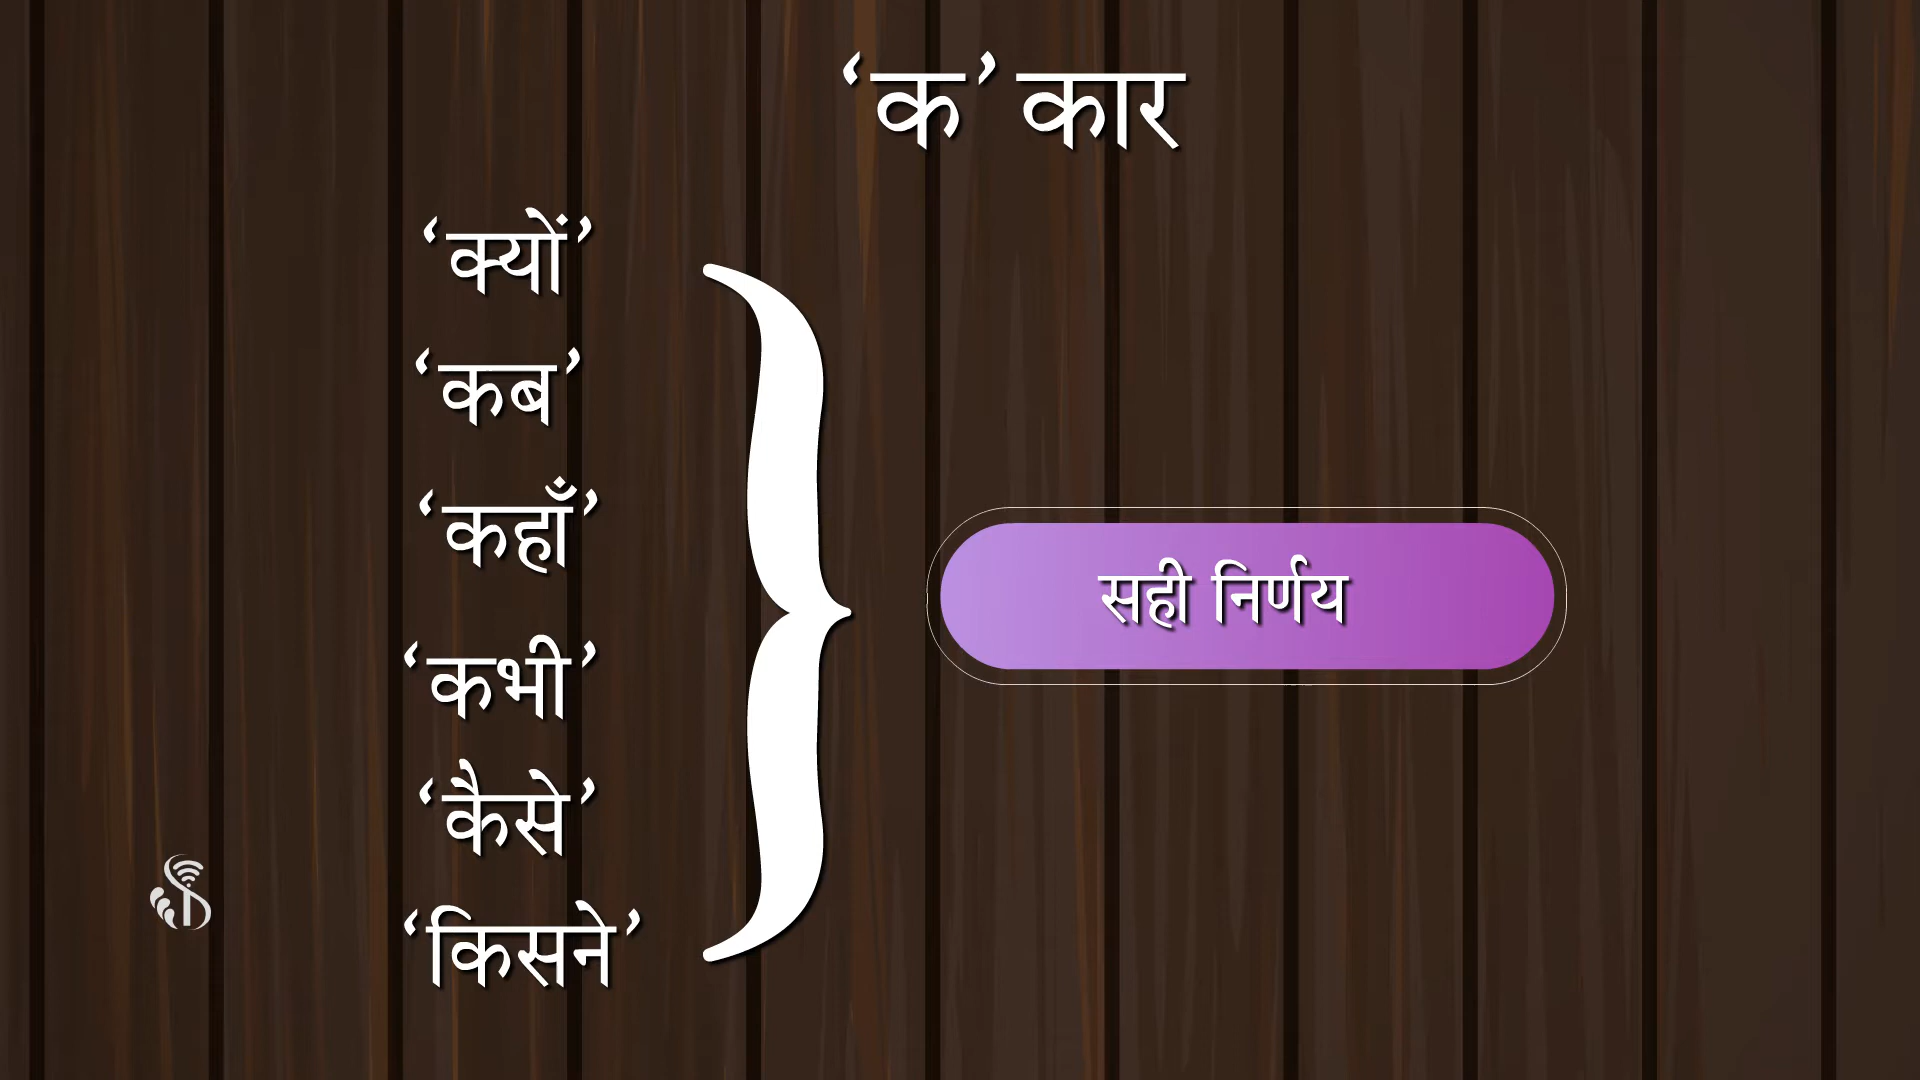 ‘क’ कार
‘क्यों’
‘कब’
‘कहाँ’
‘कभी’
‘कैसे’
‘किसने’
सही निर्णय